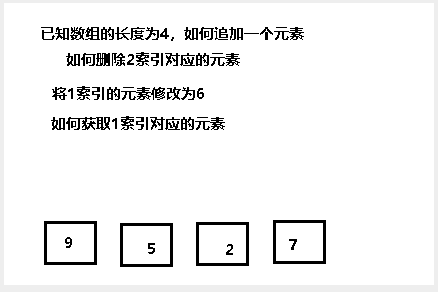 已知数组的长度为4，如何追加一个元素
如何删除2索引对应的元素
将1索引的元素修改为6
如何获取1索引对应的元素
9 5 2 7